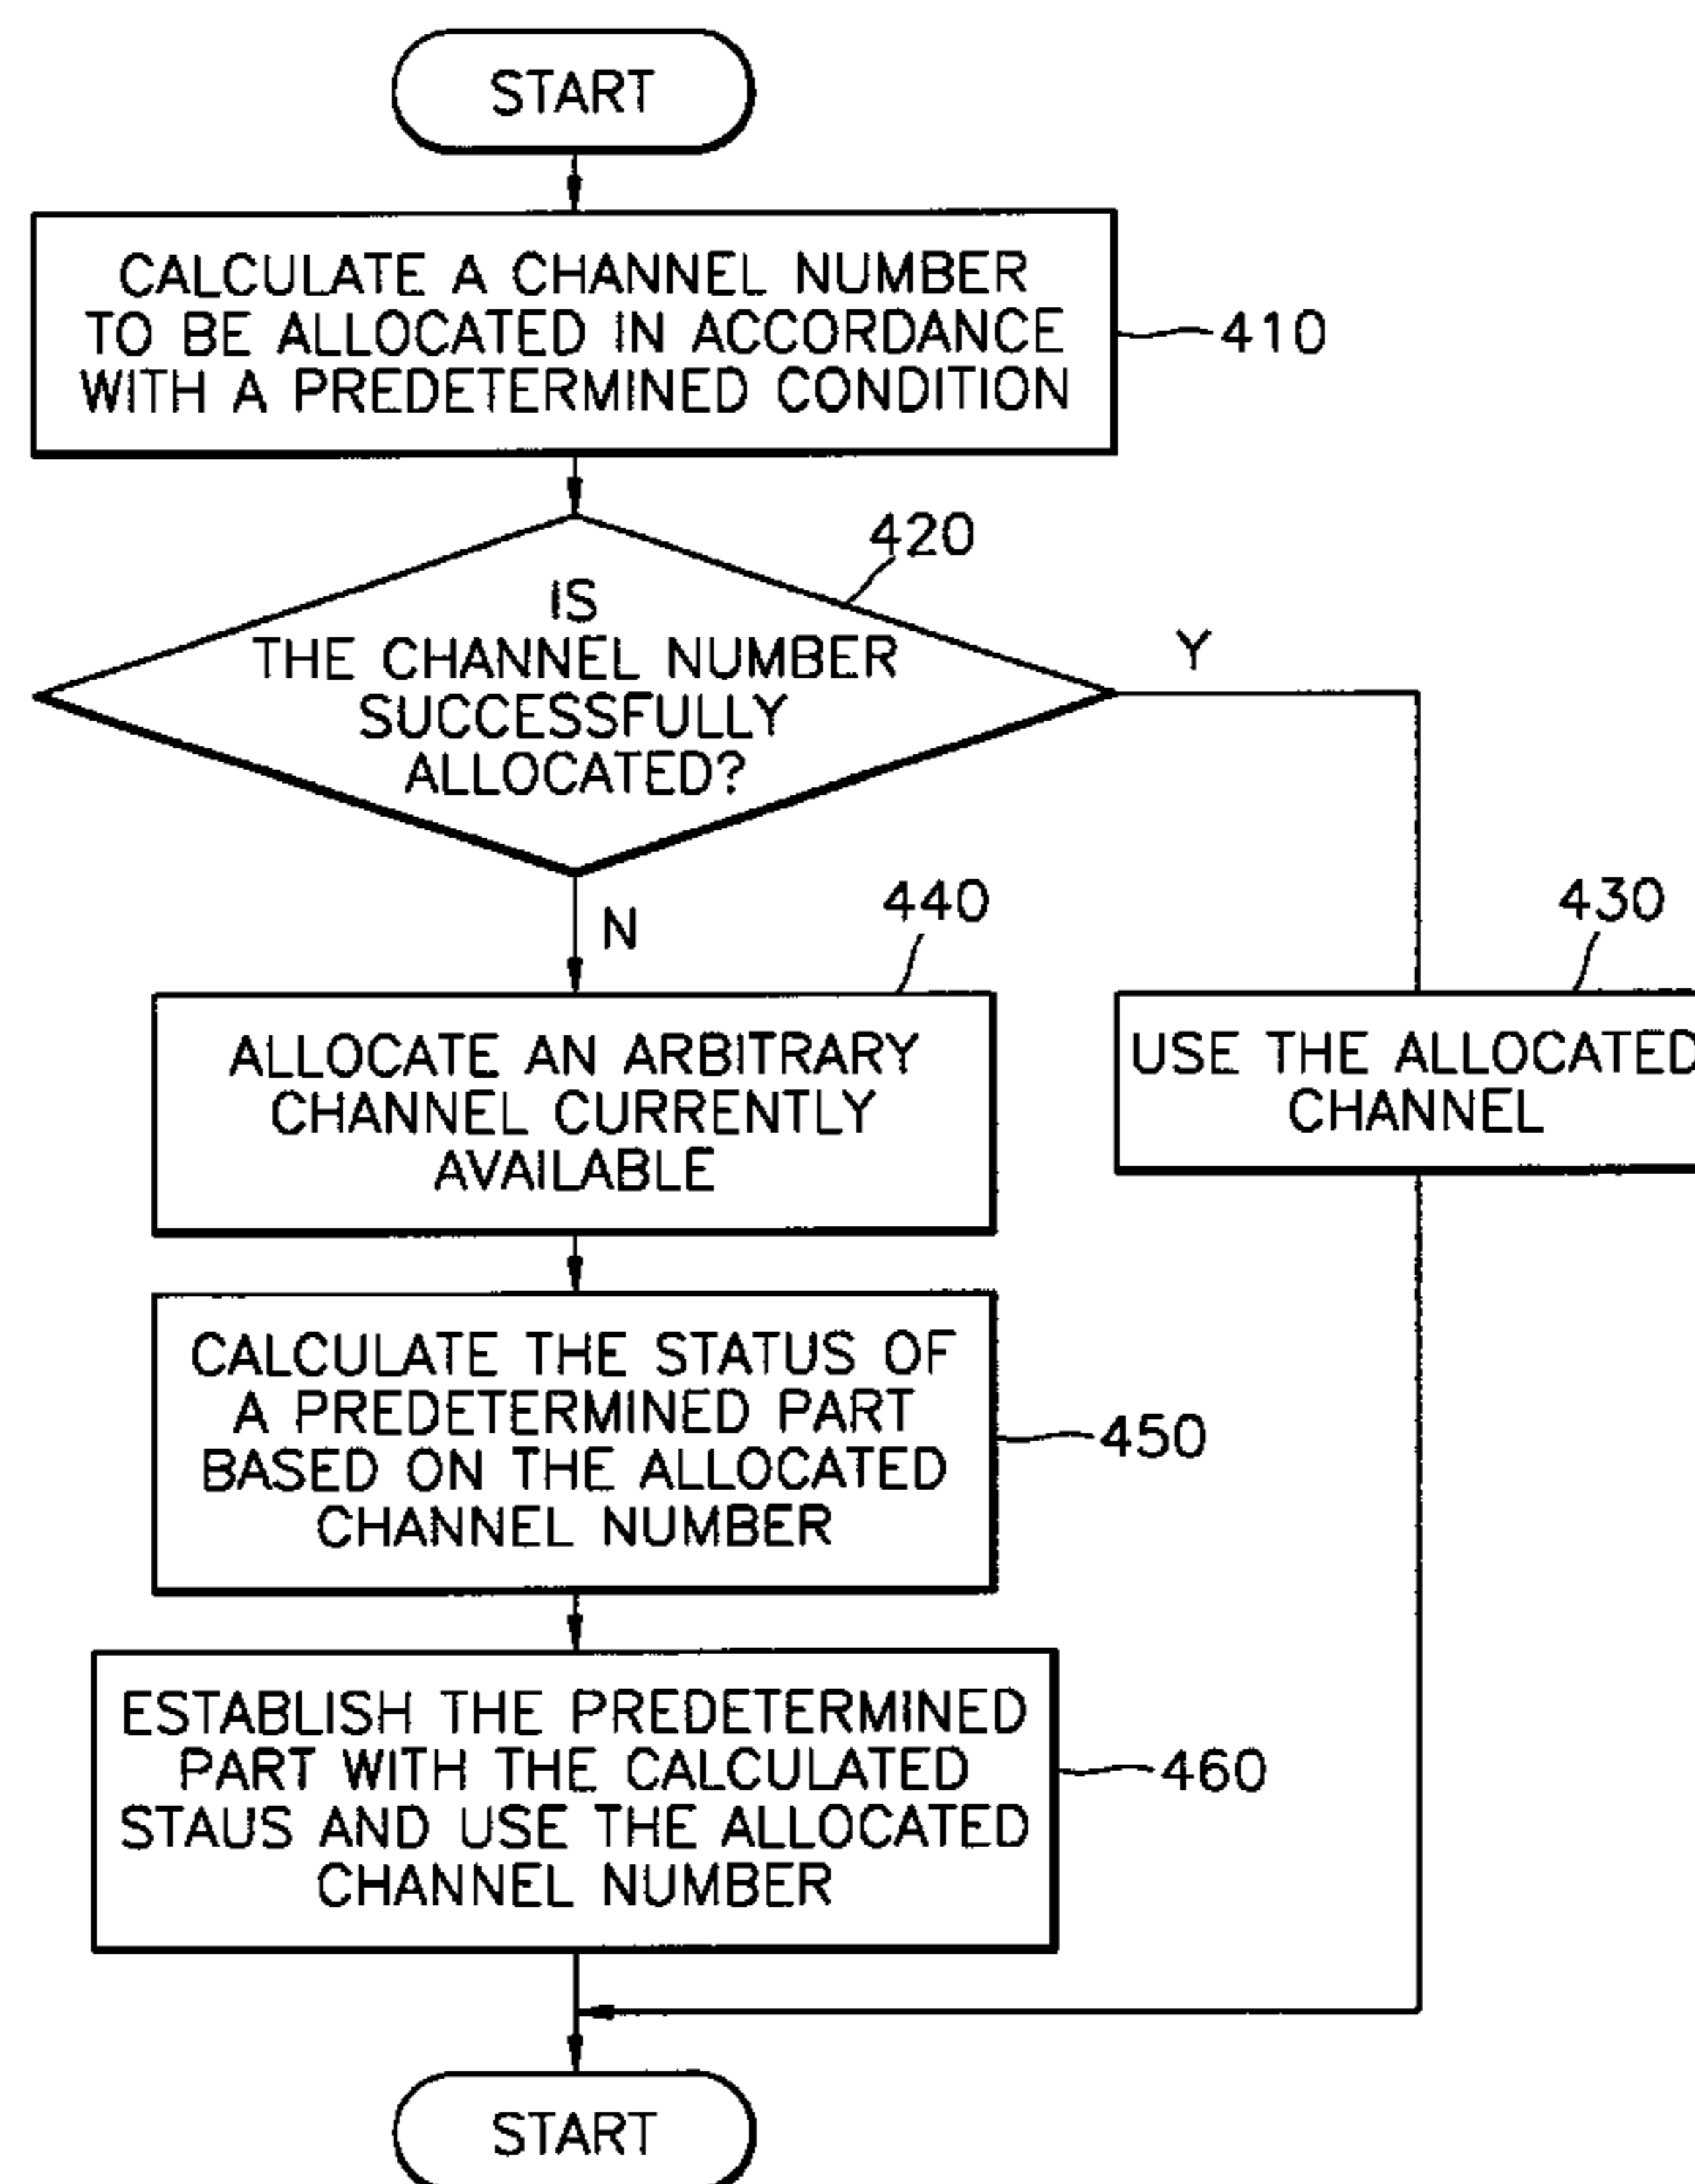 START
CALCULATE A CHANNEL NUMBER
TO BE ALLOCATED IN ACCORDANCE
WITH A PREDETERMINED CONDITION
410
420
IS
THE CHANNEL NUMBER
SUCCESSFULLY
ALLOCATED?
Y
N
440
430
ALLOCATE AN ARBITRARY
CHANNEL CURRENTLY
AVAILABLE
USE THE ALLOCATED
CHANNEL
CALCULATE THE STATUS OF
A PREDETERMINED PART
BASED ON THE ALLOCATED
CHANNEL NUMBER
450
ESTABLISH THE PREDETERMINED
PART WITH THE CALCULATED
STAUS AND USE THE ALLOCATED
CHANNEL NUMBER
460
START